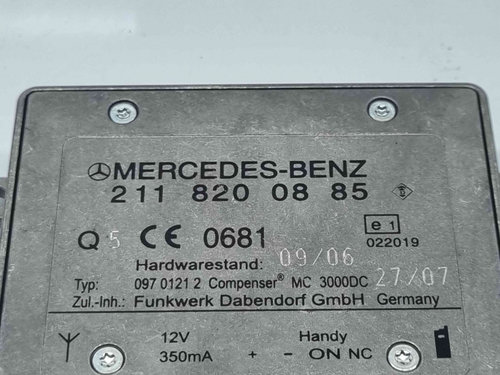 MERCEDES-BENZ
211 820 08 85
Q 5 CE 0681 e1
022019
Hardwarestand: 09/06
Typ: 097 0121 2 Compenser® MC 3000DC 27/07
Zul.-Inh.: Funkwerk Dabendorf GmbH Germany
12V Handy
350mA + - ON NC